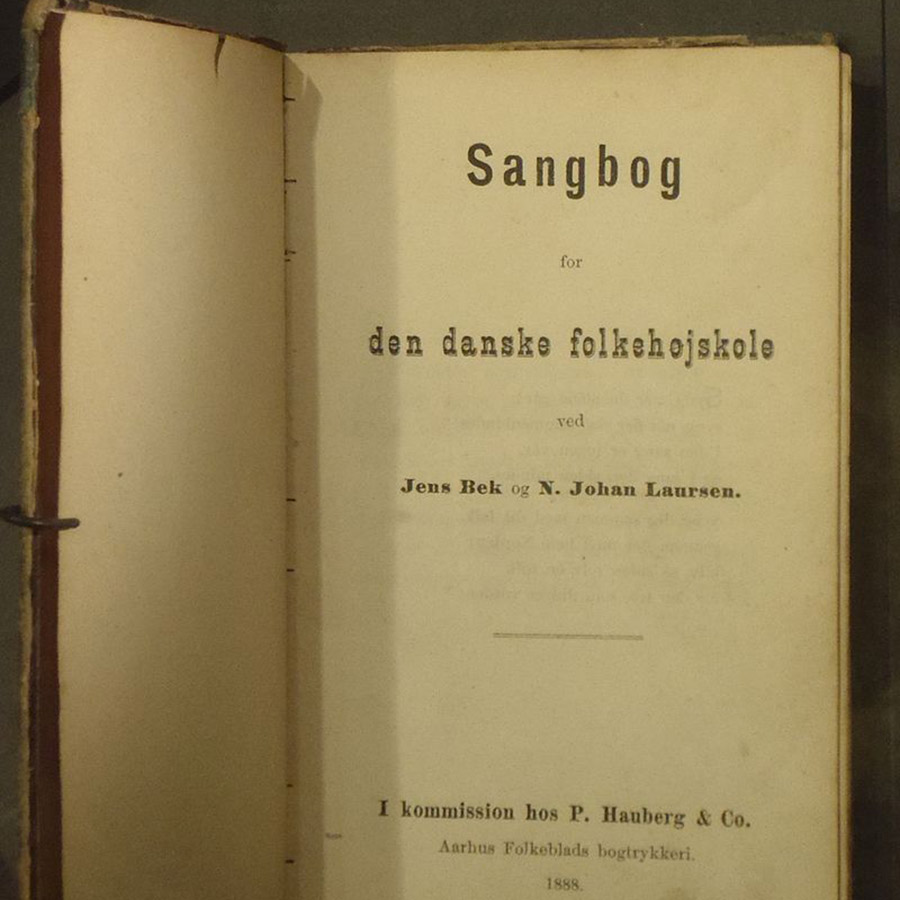 Sangbog
for
den danske folkehøjskole
ved
Jens Bek og N. Johan Laursen.
I kommission hos P. Hauberg & Co.
Aarhus Folkeblads bogtrykkeri.
1888.